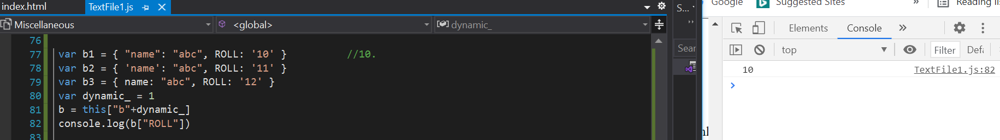 index.html TextFile1.js
Miscellaneous <global> dynamic_
76
77 var b1 = { "name": "abc", ROLL: '10' } //10.
78 var b2 = { 'name': "abc", ROLL: '11' }
79 var b3 = { name: "abc", ROLL: '12' }
80 var dynamic_ = 1
81 b = this["b"+dynamic_]
82 console.log(b["ROLL"])
83
S...
Sear
Google Suggested Sites » Reading li
Elements Console »
top Filter Defa
10 TextFile1.js:82
>